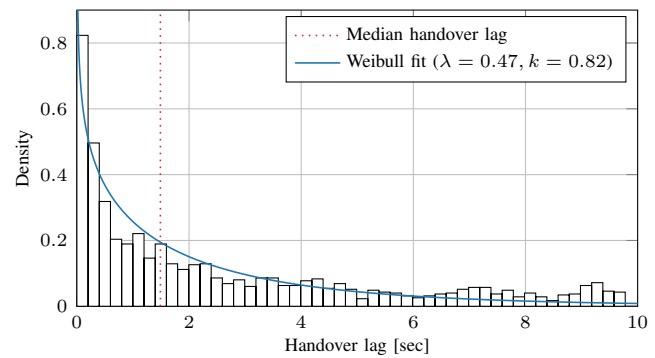 Median handover lag
Weibull fit (λ = 0.47, k = 0.82)
0.8
0.6
0.4
0.2
0
Density
0 2 4 6 8 10
Handover lag [sec]